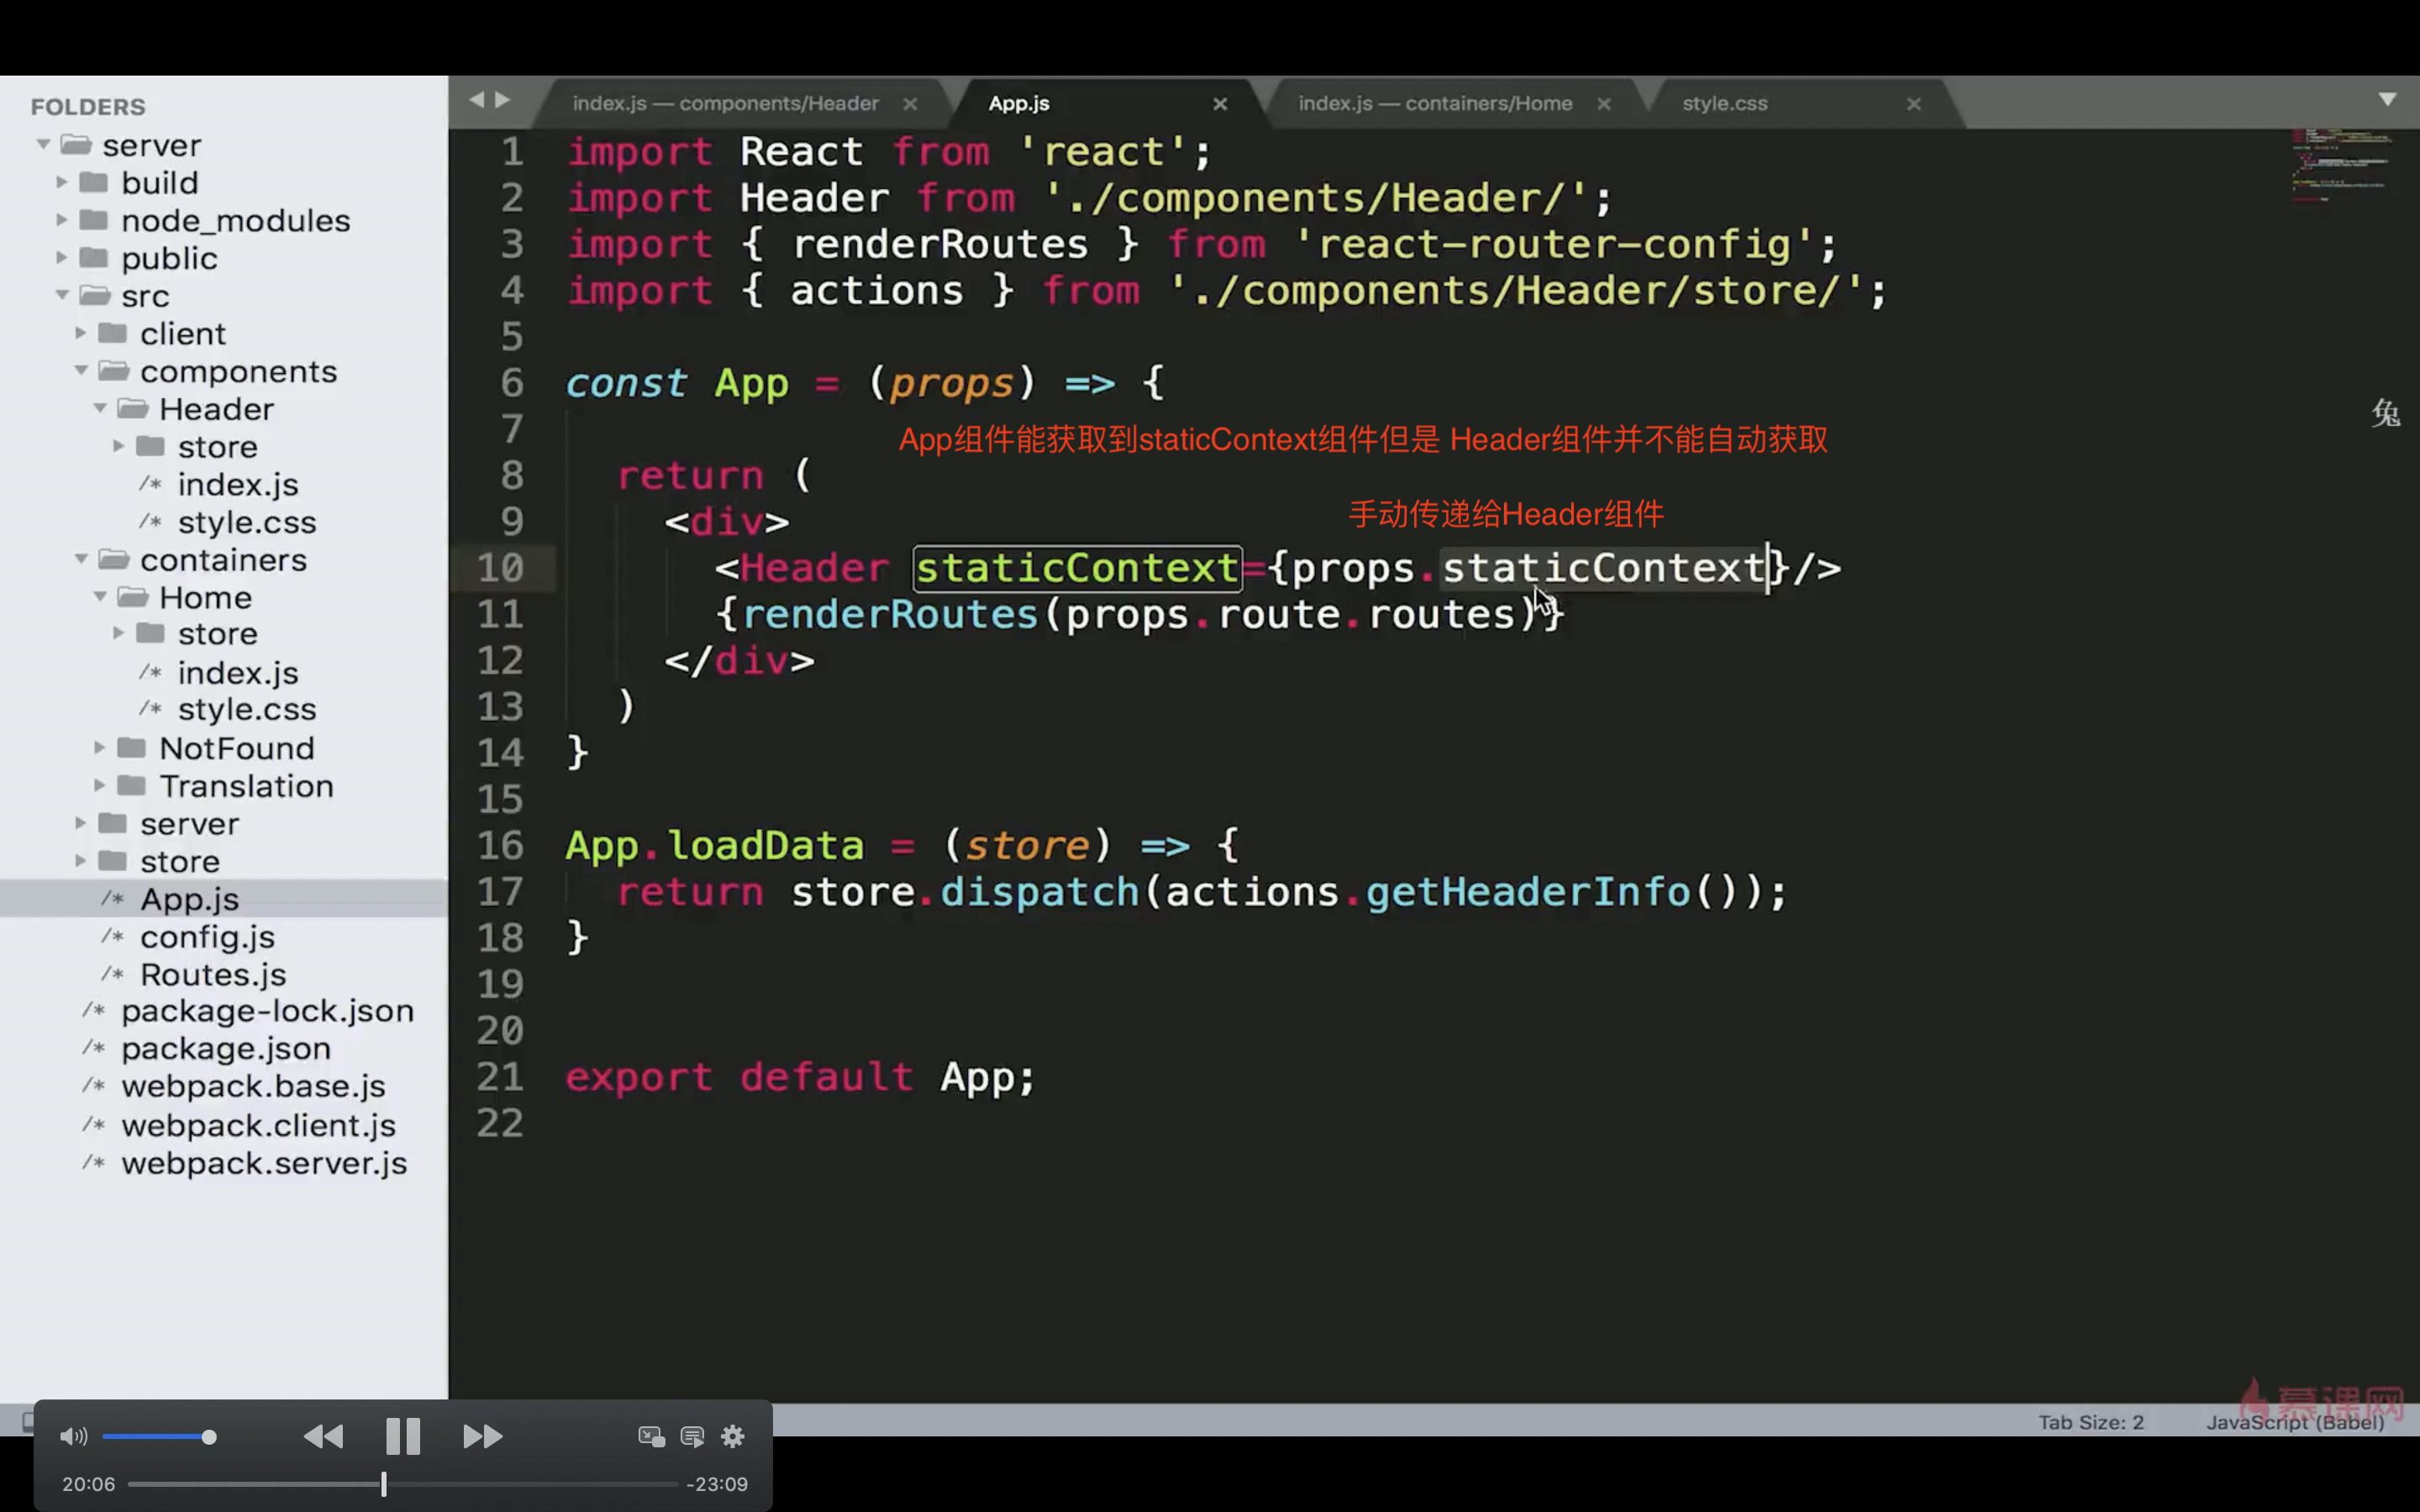 FOLDERS
server
build
node_modules
public
src
client
components
Header
store
/* index.js
/* style.css
containers
Home
store
/* index.js
/* style.css
NotFound
Translation
server
store
/* App.js
/* config.js
/* Routes.js
/* package-lock.json
/* package.json
/* webpack.base.js
/* webpack.client.js
/* webpack.server.js
index.js — components/Header
App.js
index.js — containers/Home
style.css
1 import React from 'react';
2 import Header from './components/Header/';
3 import { renderRoutes } from 'react-router-config';
4 import { actions } from './components/Header/store/';
5
6 const App = (props) => {
7
App组件能获取到staticContext组件但是 Header组件并不能自动获取
8 return (
9 <div>
手动传递给Header组件
10 <Header staticContext={props.staticContext}/>
11 {renderRoutes(props.route.routes)}
12 </div>
13 )
14 }
15
16 App.loadData = (store) => {
17 return store.dispatch(actions.getHeaderInfo());
18 }
19
20
21 export default App;
22
兔
慕课网
Tab Size: 2
JavaScript (Babel)
20:06
-23:09